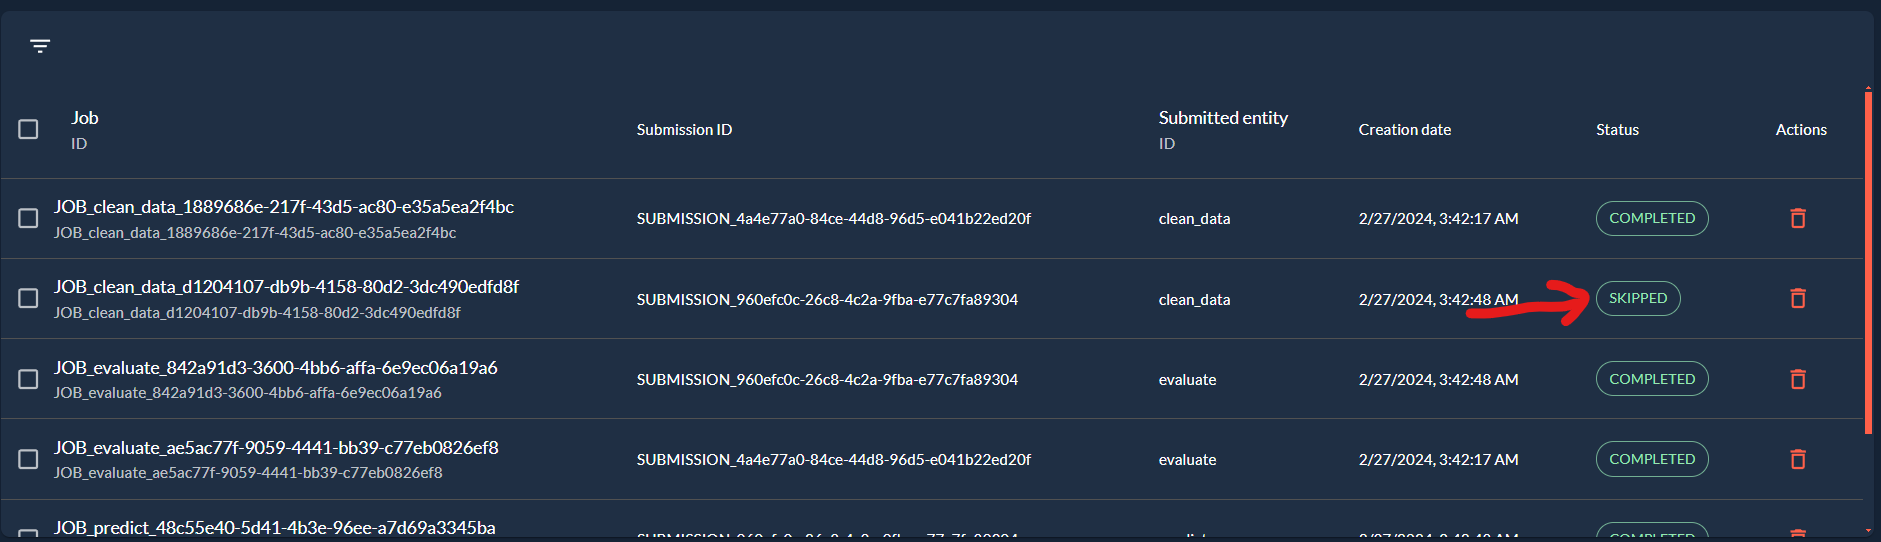 Job
ID
Submission ID
Submitted entity
ID
Creation date
Status
Actions
JOB_clean_data_1889686e-217f-43d5-ac80-e35a5ea2f4bc
JOB_clean_data_1889686e-217f-43d5-ac80-e35a5ea2f4bc
SUBMISSION_4a4e77a0-84ce-44d8-96d5-e041b22ed20f
clean_data
2/27/2024, 3:42:17 AM
COMPLETED
JOB_clean_data_d1204107-db9b-4158-80d2-3dc490edfd8f
JOB_clean_data_d1204107-db9b-4158-80d2-3dc490edfd8f
SUBMISSION_960efc0c-26c8-4c2a-9fba-e77c7fa89304
clean_data
2/27/2024, 3:42:48 AM
SKIPPED
JOB_evaluate_842a91d3-3600-4bb6-affa-6e9ec06a19a6
JOB_evaluate_842a91d3-3600-4bb6-affa-6e9ec06a19a6
SUBMISSION_960efc0c-26c8-4c2a-9fba-e77c7fa89304
evaluate
2/27/2024, 3:42:48 AM
COMPLETED
JOB_evaluate_ae5ac77f-9059-4441-bb39-c77eb0826ef8
JOB_evaluate_ae5ac77f-9059-4441-bb39-c77eb0826ef8
SUBMISSION_4a4e77a0-84ce-44d8-96d5-e041b22ed20f
evaluate
2/27/2024, 3:42:17 AM
COMPLETED
JOB_predict_48c55e40-5d41-4b3e-96ee-a7d69a3345ba
COMPLETED